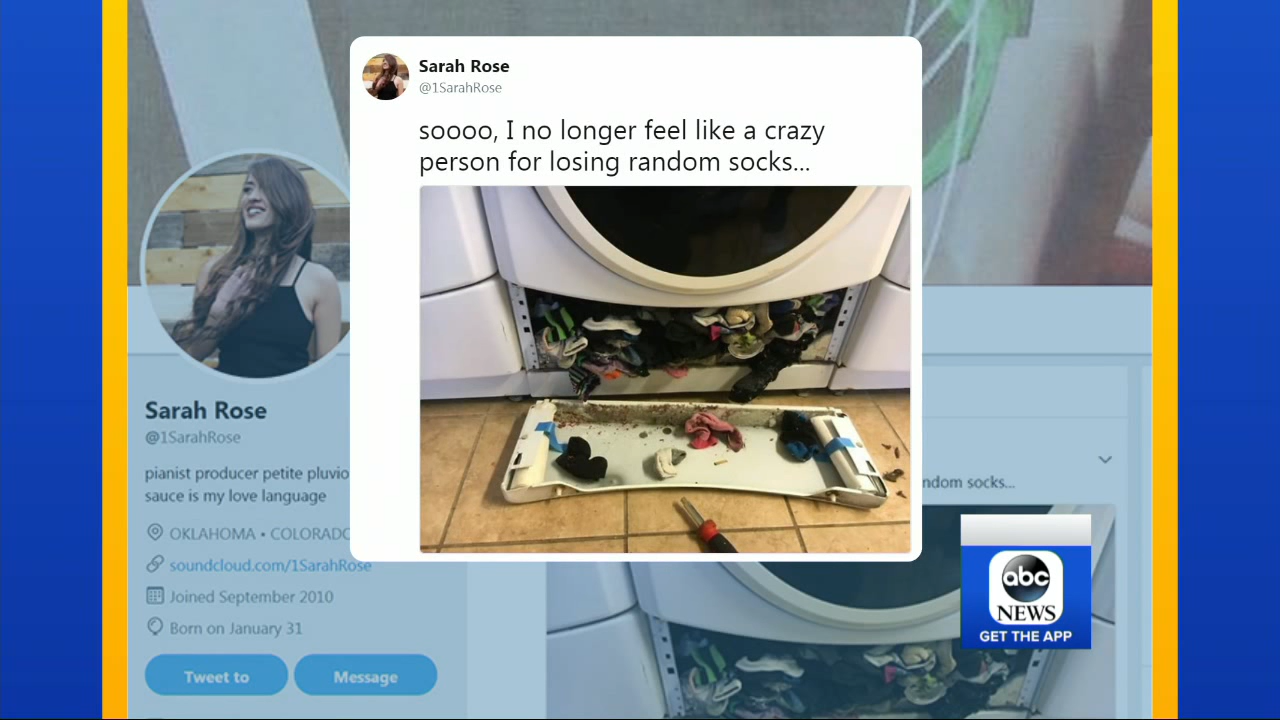 Sarah Rose
@1SarahRose
soooo, I no longer feel like a crazy
person for losing random socks...
Sarah Rose
@1SarahRose
pianist producer petite
sauce is my love language
OKLAHOMA • COLORADO
soundcloud.com/1SarahRose
Joined September 2010
Born on January 31
Tweet to
Message
socks...
abc
NEWS
GET THE APP